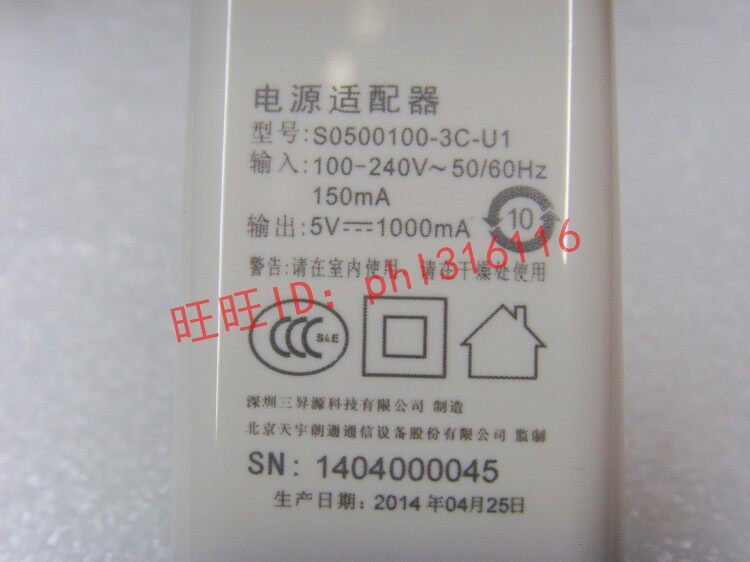 电源适配器
型号:S0500100-3C-U1
输入:100-240V～50/60Hz
150mA
输出:5V⎓1000mA
10
警告:请在室内使用 请在干燥处使用
旺旺ID：phl316116
CCC S&E
深圳三昇源科技有限公司 制造
北京天宇朗通通信设备股份有限公司 监制
SN: 1404000045
生产日期: 2014年04月25日